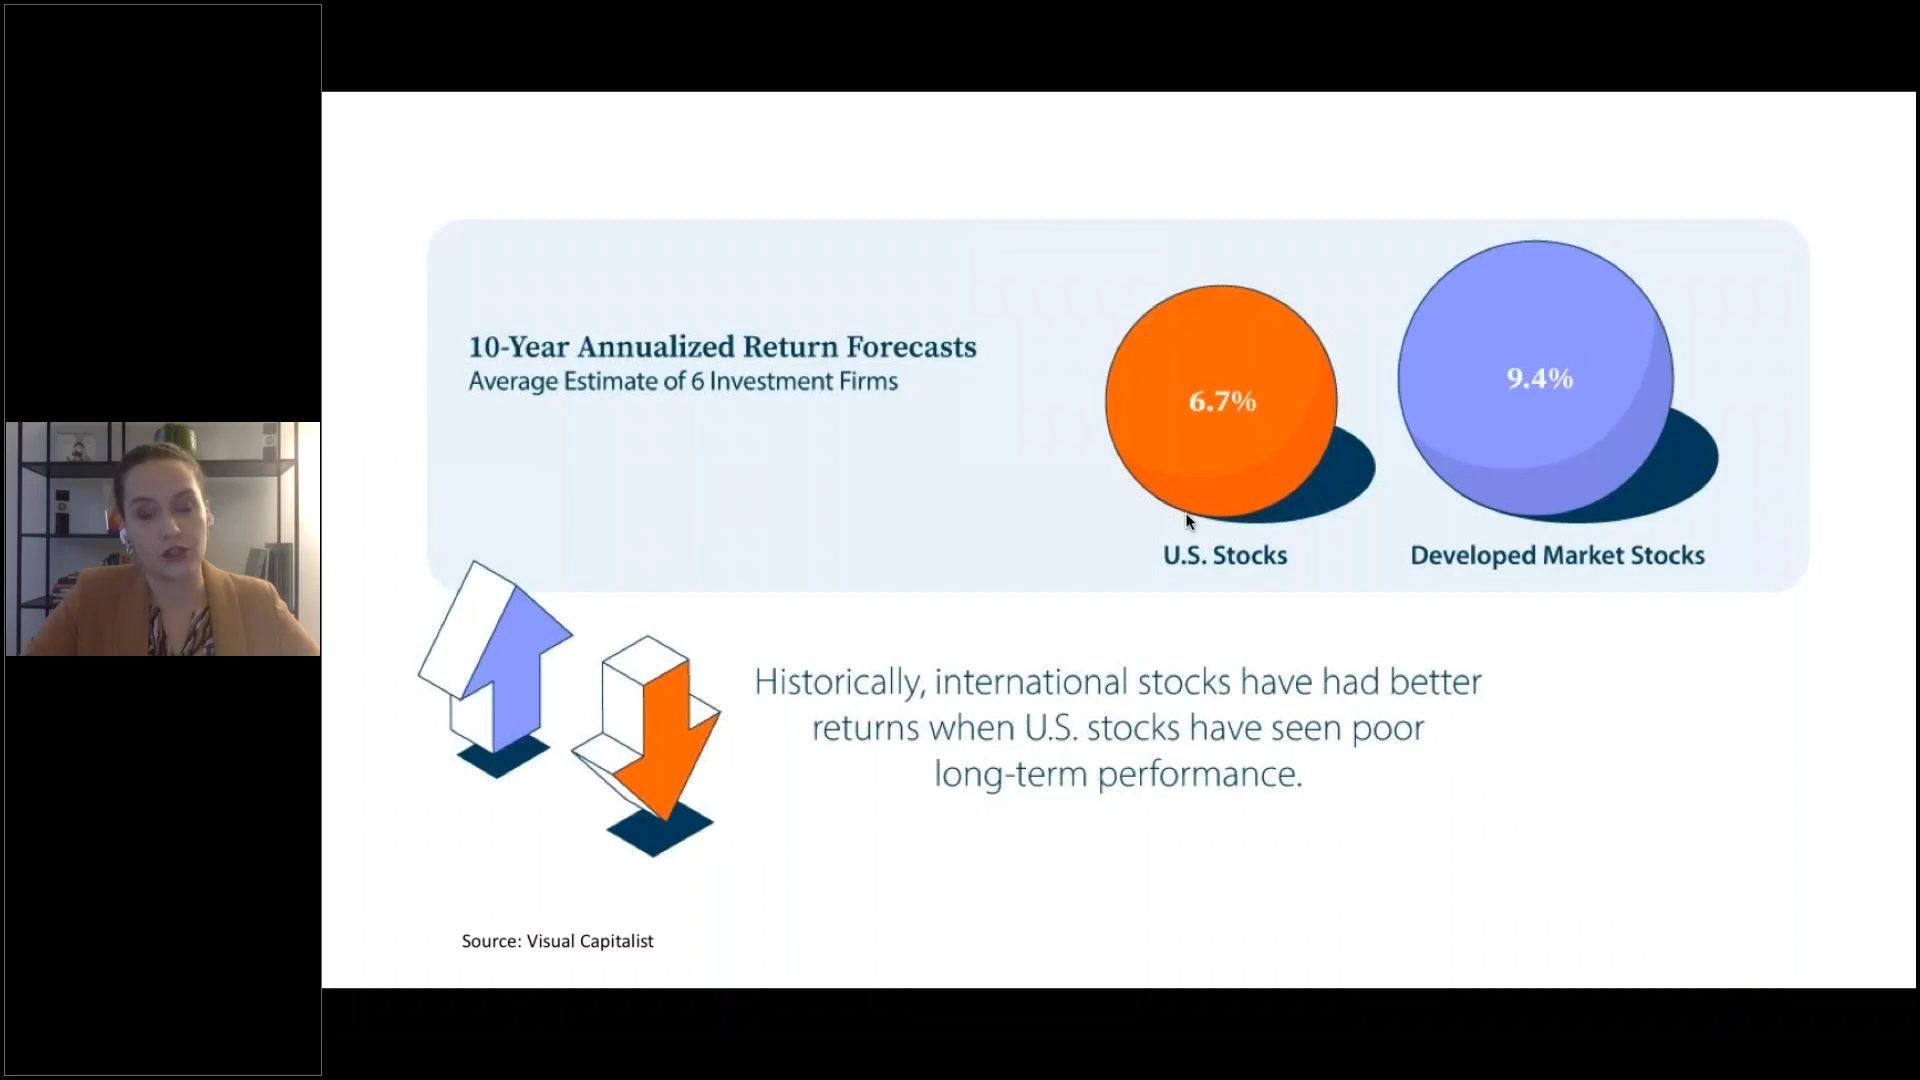 10-Year Annualized Return Forecasts
Average Estimate of 6 Investment Firms
6.7%
9.4%
U.S. Stocks
Developed Market Stocks
Historically, international stocks have had better
returns when U.S. stocks have seen poor
long-term performance.
Source: Visual Capitalist